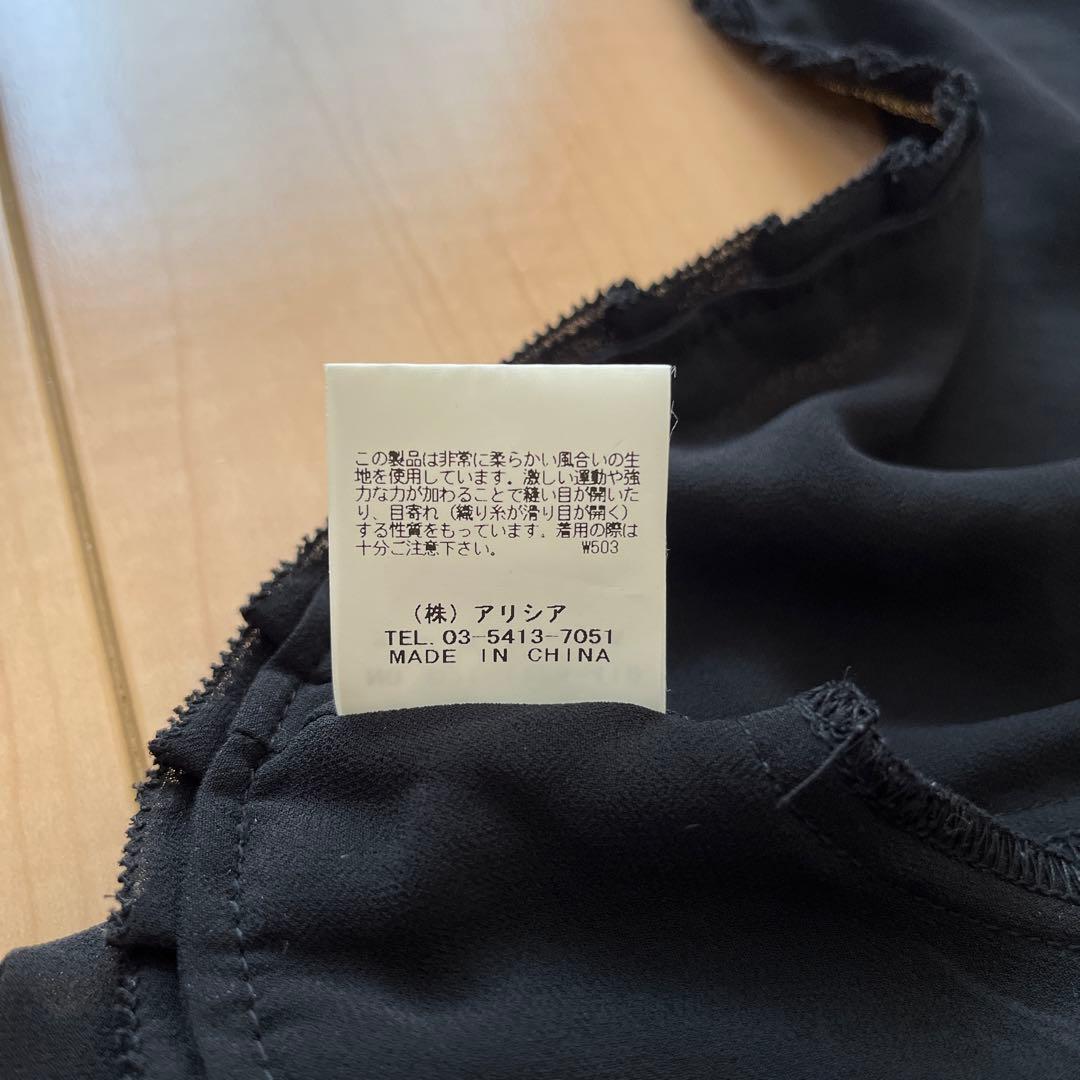 この製品は非常に柔らかい風合いの生
地を使用しています。激しい運動や強
力な力が加わることで縫い目が開いた
り、目寄れ（織り糸が滑り目が開く）
する性質をもっています。着用の際は
十分ご注意下さい。 W503
（株）アリシア
TEL.03-5413-7051
MADE IN CHINA